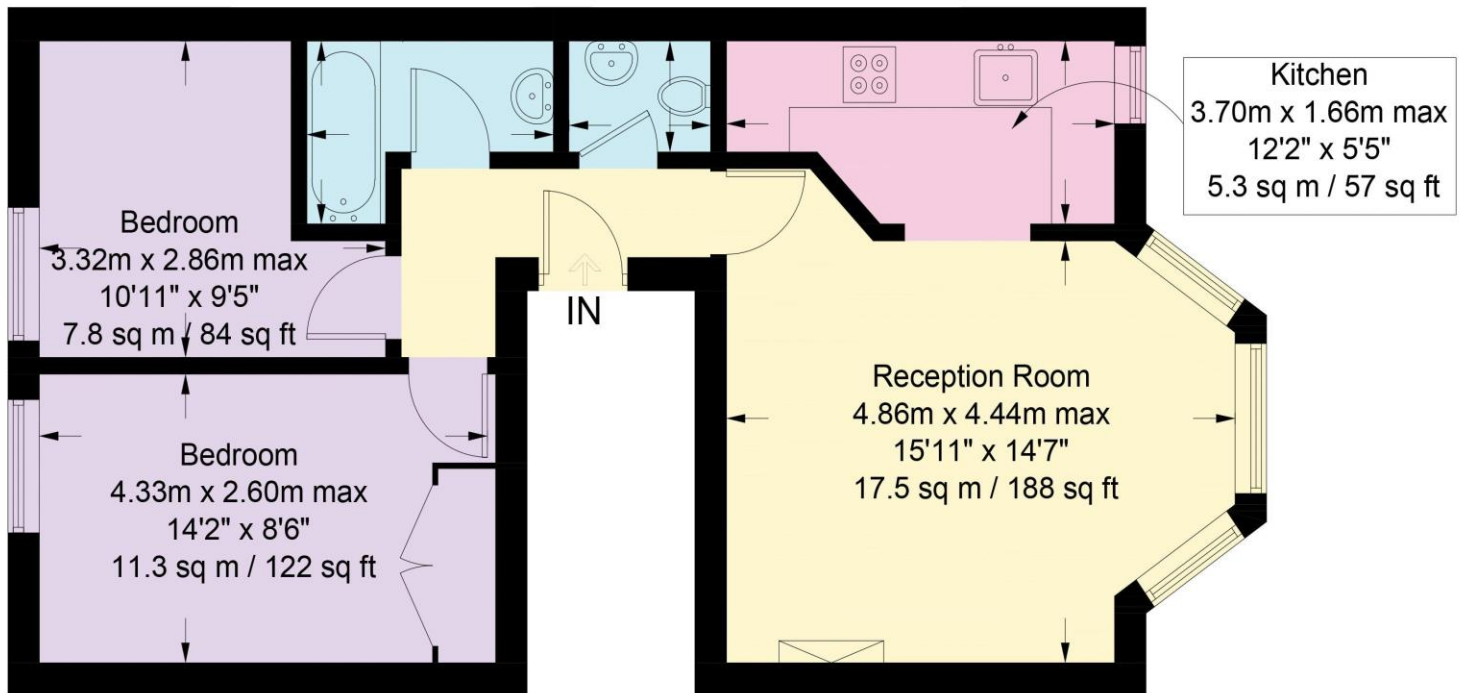 Kitchen
3.70m x 1.66m max
12'2" x 5'5"
5.3 sq m / 57 sq ft
Bedroom
3.32m x 2.86m max
10'11" x 9'5"
7.8 sq m / 84 sq ft
IN
Reception Room
4.86m x 4.44m max
15'11" x 14'7"
17.5 sq m / 188 sq ft
Bedroom
4.33m x 2.60m max
14'2" x 8'6"
11.3 sq m / 122 sq ft